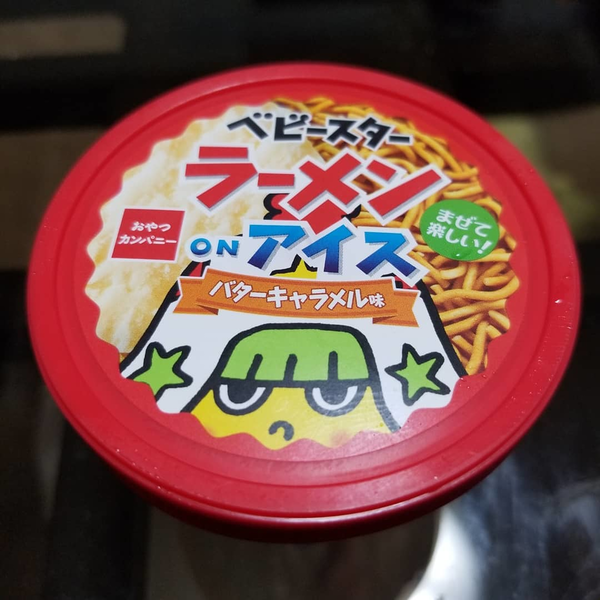 ベビースター
ラーメン
ON アイス
バターキャラメル味
おやつ
カンパニー
まぜて
楽しい!